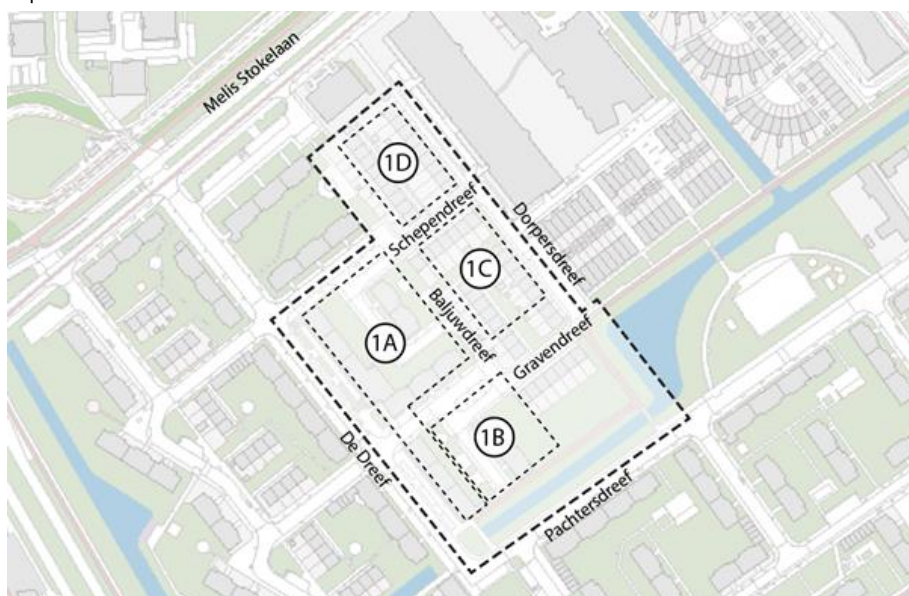 Melis Stokelaan
1D
Schependreef
Dorpersdreef
1C
Baljuwdreef
1A
Gravendreef
1B
De Dreef
Pachtersdreef